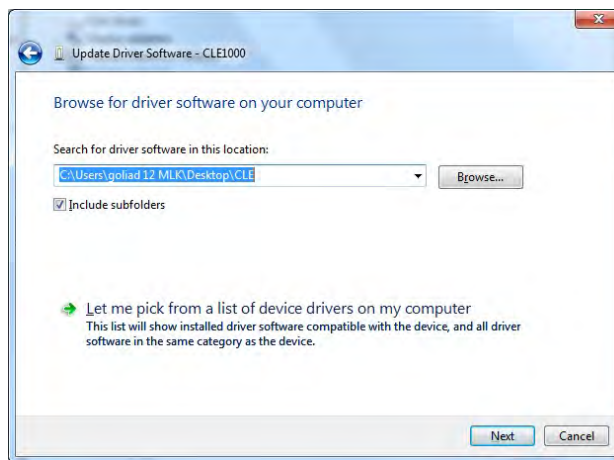 Update Driver Software - CLE1000
Browse for driver software on your computer
Search for driver software in this location:
C:\Users\goliad 12 MLK\Desktop\CLE
Browse...
Include subfolders
Let me pick from a list of device drivers on my computer
This list will show installed driver software compatible with the device, and all driver
software in the same category as the device.
Next
Cancel